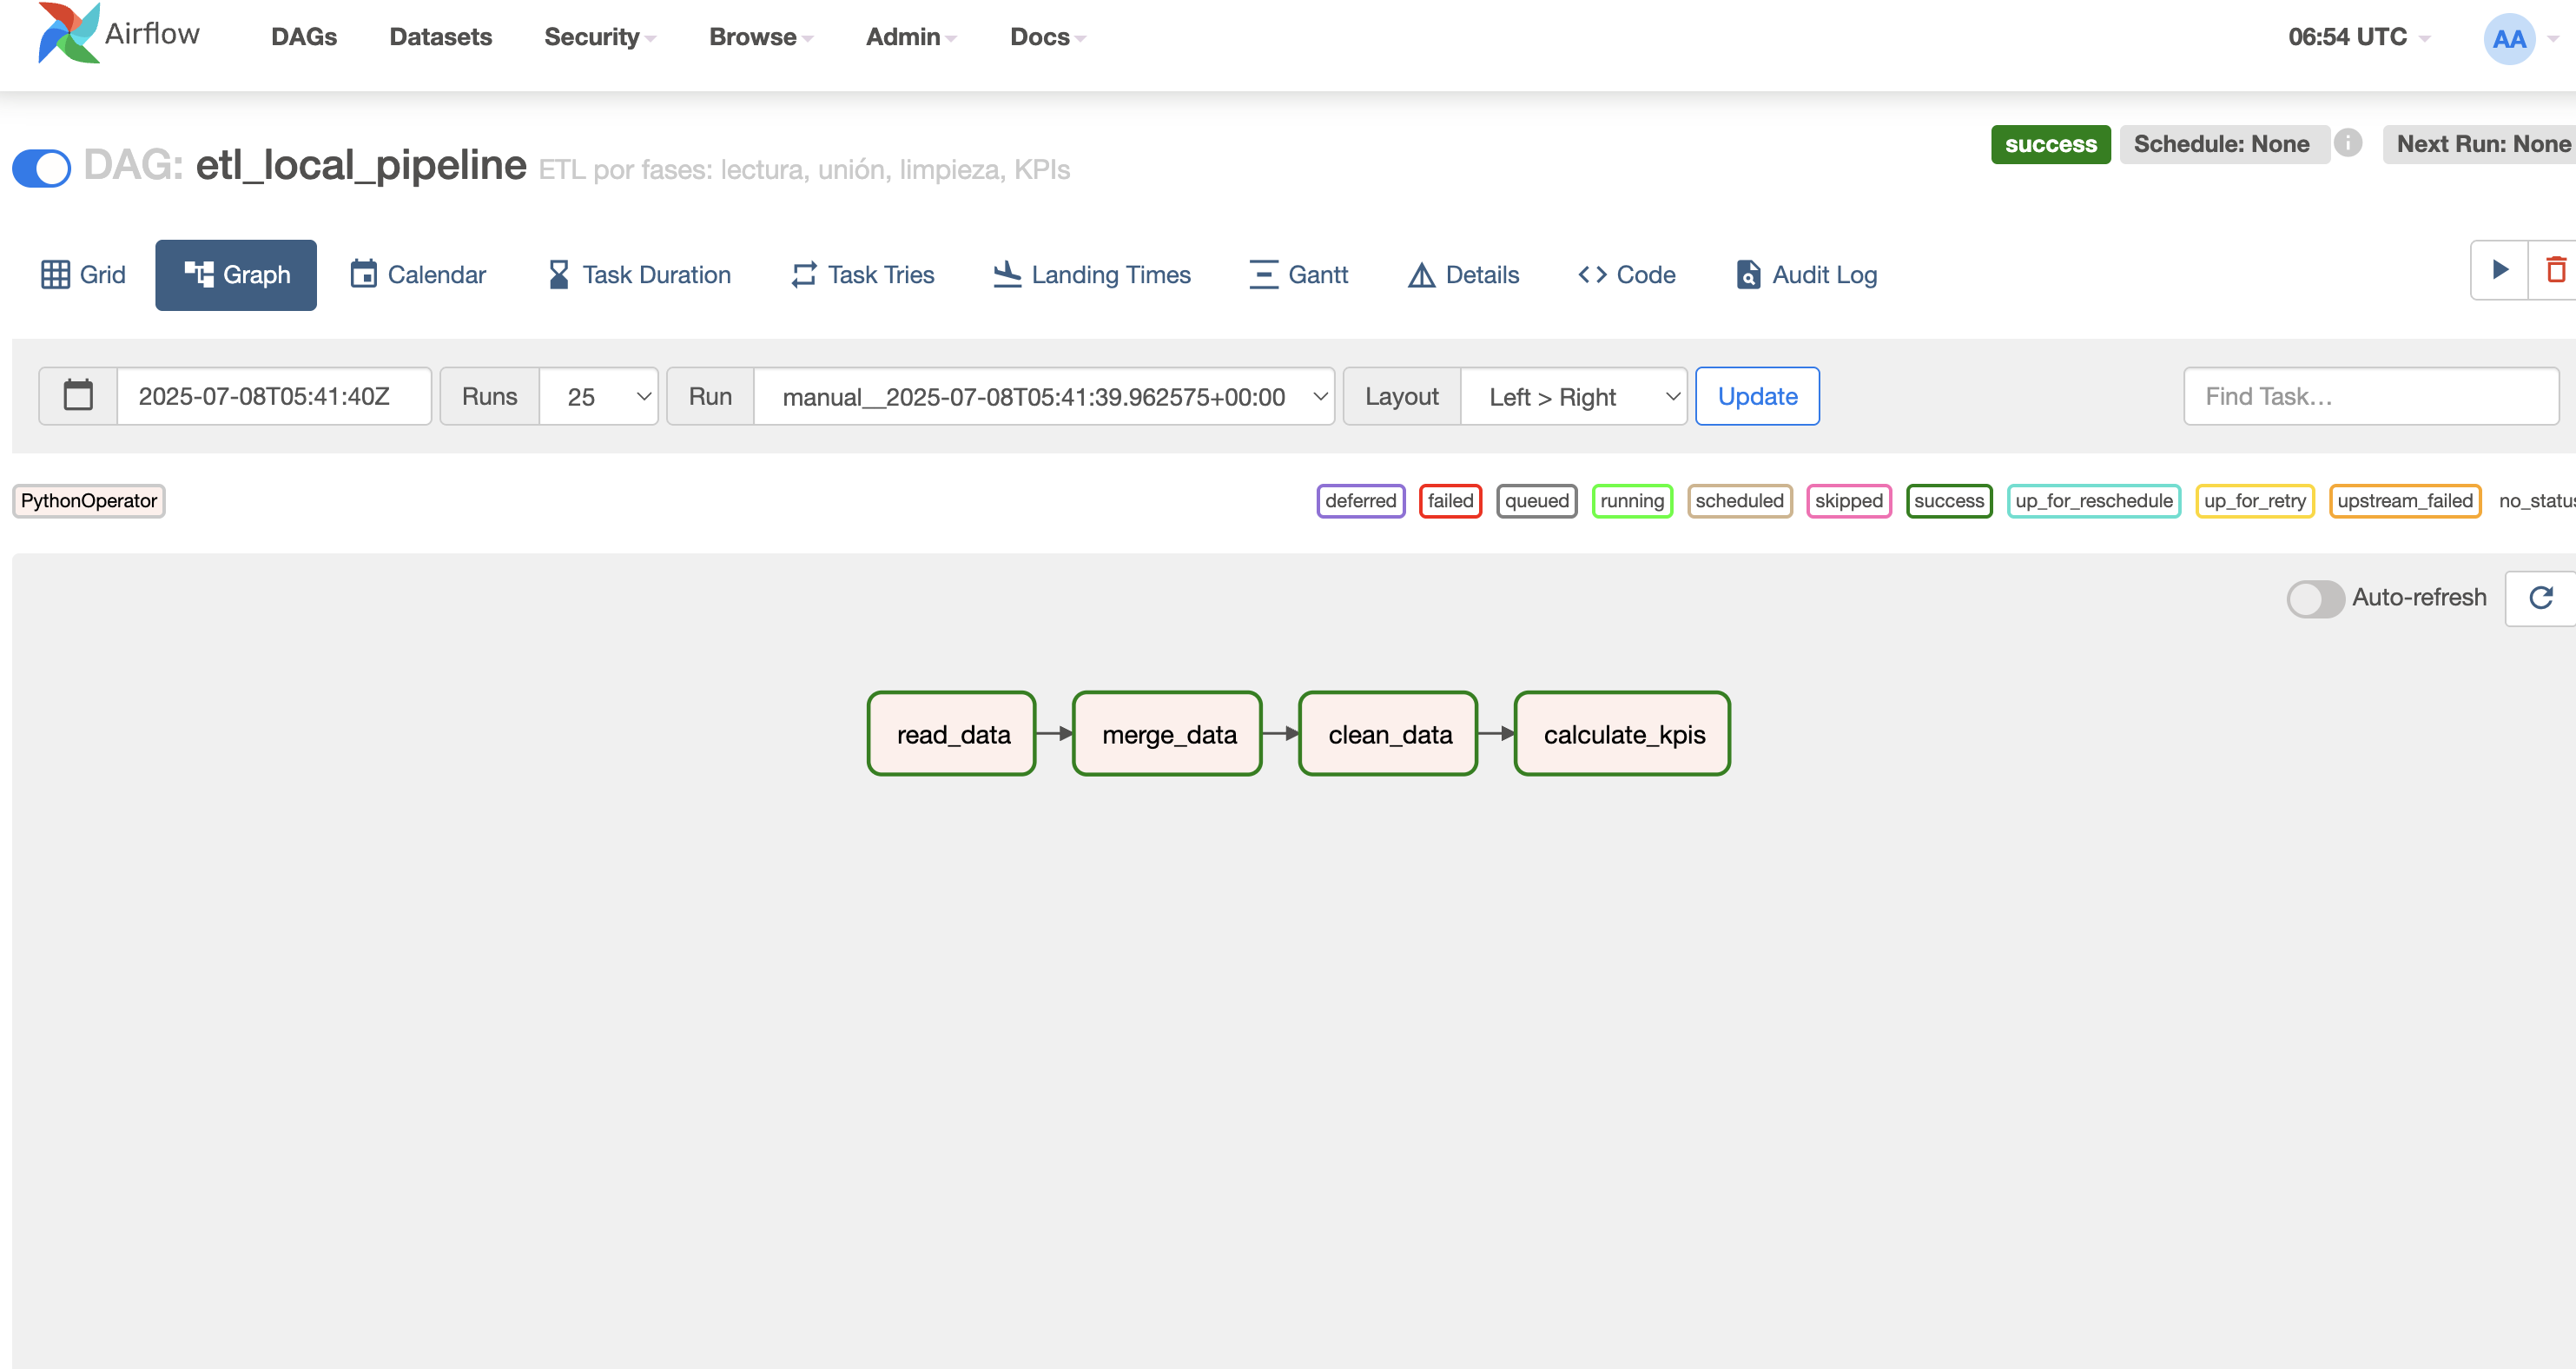 Airflow DAGs Datasets Security Browse Admin Docs 06:54 UTC AA
DAG: etl_local_pipeline ETL por fases: lectura, unión, limpieza, KPIs success Schedule: None i Next Run: None
Grid Graph Calendar Task Duration Task Tries Landing Times Gantt Details Code Audit Log
2025-07-08T05:41:40Z Runs 25 Run manual__2025-07-08T05:41:39.962575+00:00 Layout Left > Right Update Find Task...
PythonOperator deferred failed queued running scheduled skipped success up_for_reschedule up_for_retry upstream_failed no_status
Auto-refresh
read_data merge_data clean_data calculate_kpis